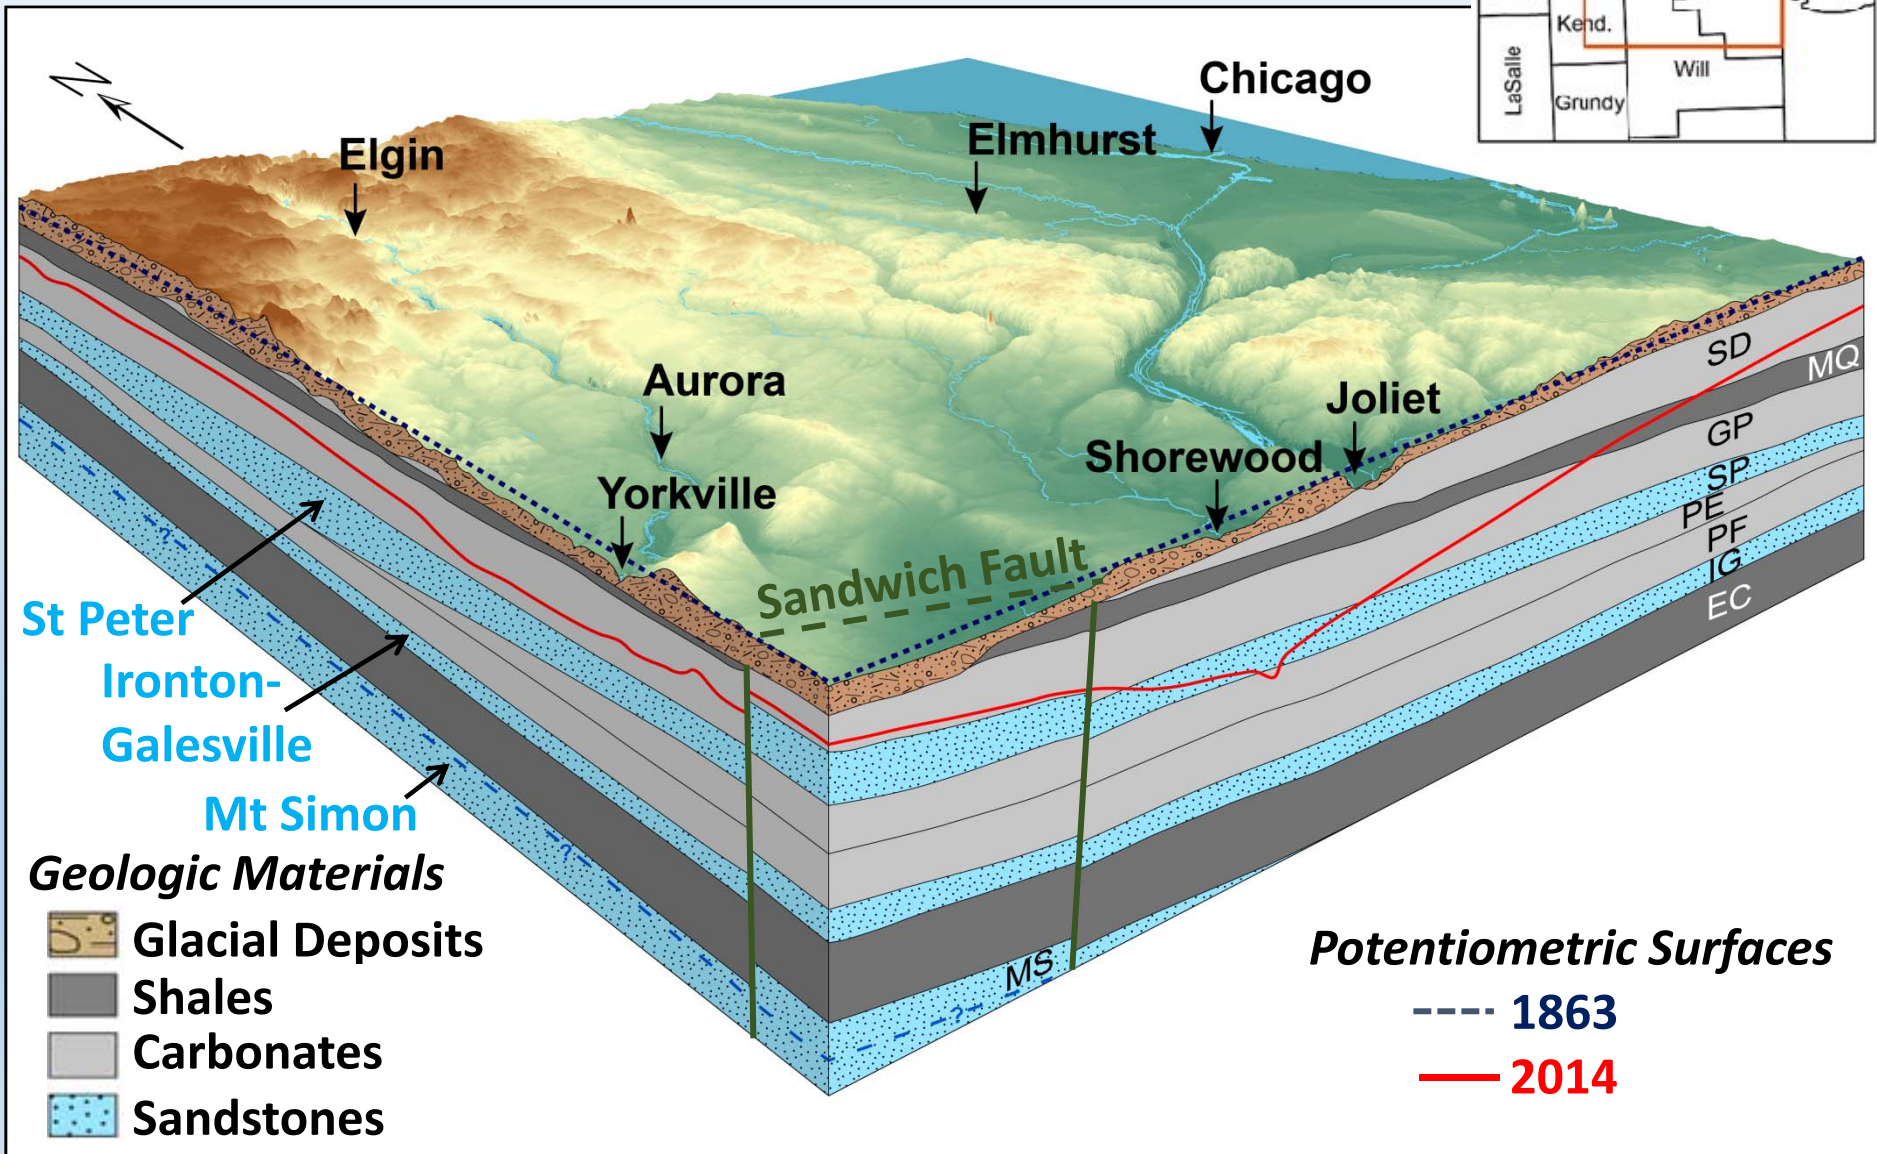 Kend.
LaSalle
Will
Grundy
N
Chicago
Elmhurst
Elgin
Aurora
Joliet
Shorewood
Yorkville
Sandwich Fault
SD
MQ
GP
SP
PE
PF
IG
EC
MS
?
?
?
St Peter
Ironton-
Galesville
Mt Simon
Geologic Materials
Glacial Deposits
Shales
Carbonates
Sandstones
Potentiometric Surfaces
1863
2014